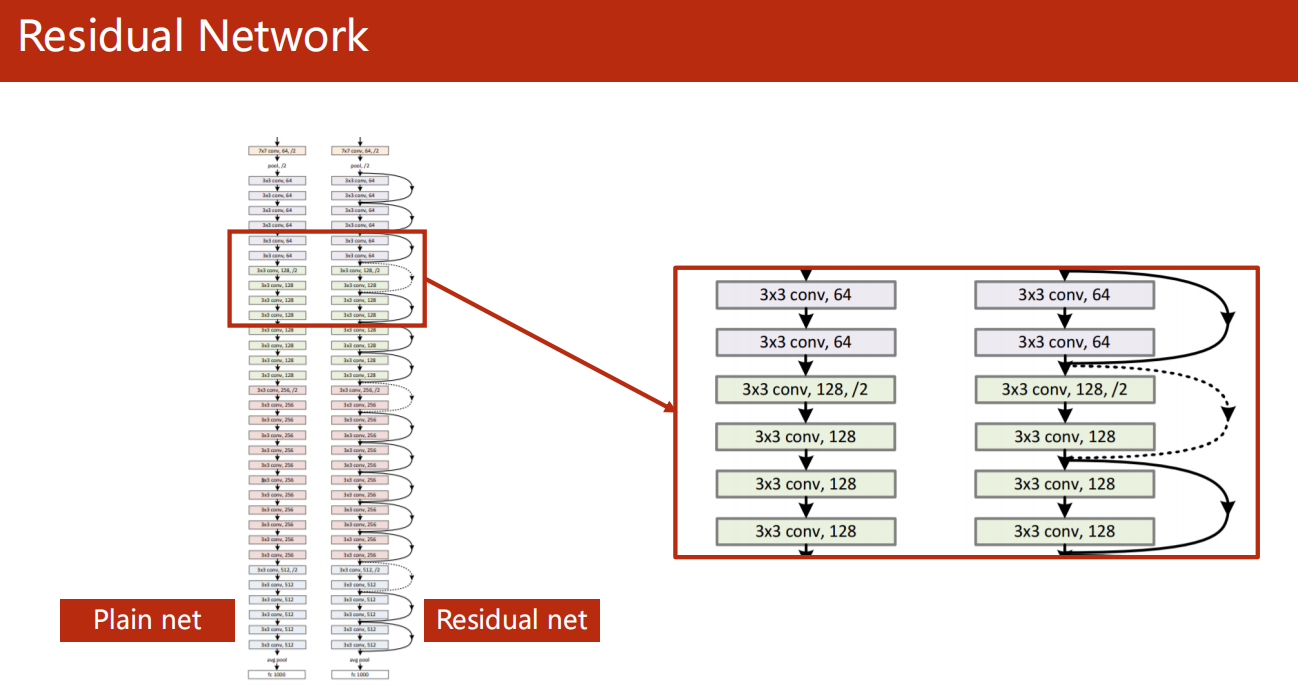 Residual Network
7x7 conv, 64, /2
pool, /2
3x3 conv, 64
3x3 conv, 64
3x3 conv, 64
3x3 conv, 64
3x3 conv, 64
3x3 conv, 64
3x3 conv, 128, /2
3x3 conv, 128
3x3 conv, 128
3x3 conv, 128
3x3 conv, 128
3x3 conv, 128
3x3 conv, 128
3x3 conv, 128
3x3 conv, 256, /2
3x3 conv, 256
3x3 conv, 256
3x3 conv, 256
3x3 conv, 256
3x3 conv, 256
3x3 conv, 256
3x3 conv, 256
3x3 conv, 256
3x3 conv, 256
3x3 conv, 256
3x3 conv, 256
3x3 conv, 512, /2
3x3 conv, 512
3x3 conv, 512
3x3 conv, 512
3x3 conv, 512
3x3 conv, 512
avg pool
fc 1000
7x7 conv, 64, /2
pool, /2
3x3 conv, 64
3x3 conv, 64
3x3 conv, 64
3x3 conv, 64
3x3 conv, 64
3x3 conv, 64
3x3 conv, 128, /2
3x3 conv, 128
3x3 conv, 128
3x3 conv, 128
3x3 conv, 128
3x3 conv, 128
3x3 conv, 128
3x3 conv, 128
3x3 conv, 256, /2
3x3 conv, 256
3x3 conv, 256
3x3 conv, 256
3x3 conv, 256
3x3 conv, 256
3x3 conv, 256
3x3 conv, 256
3x3 conv, 256
3x3 conv, 256
3x3 conv, 256
3x3 conv, 256
3x3 conv, 512, /2
3x3 conv, 512
3x3 conv, 512
3x3 conv, 512
3x3 conv, 512
3x3 conv, 512
avg pool
fc 1000
Plain net
Residual net
3x3 conv, 64
3x3 conv, 64
3x3 conv, 128, /2
3x3 conv, 128
3x3 conv, 128
3x3 conv, 128
3x3 conv, 64
3x3 conv, 64
3x3 conv, 128, /2
3x3 conv, 128
3x3 conv, 128
3x3 conv, 128